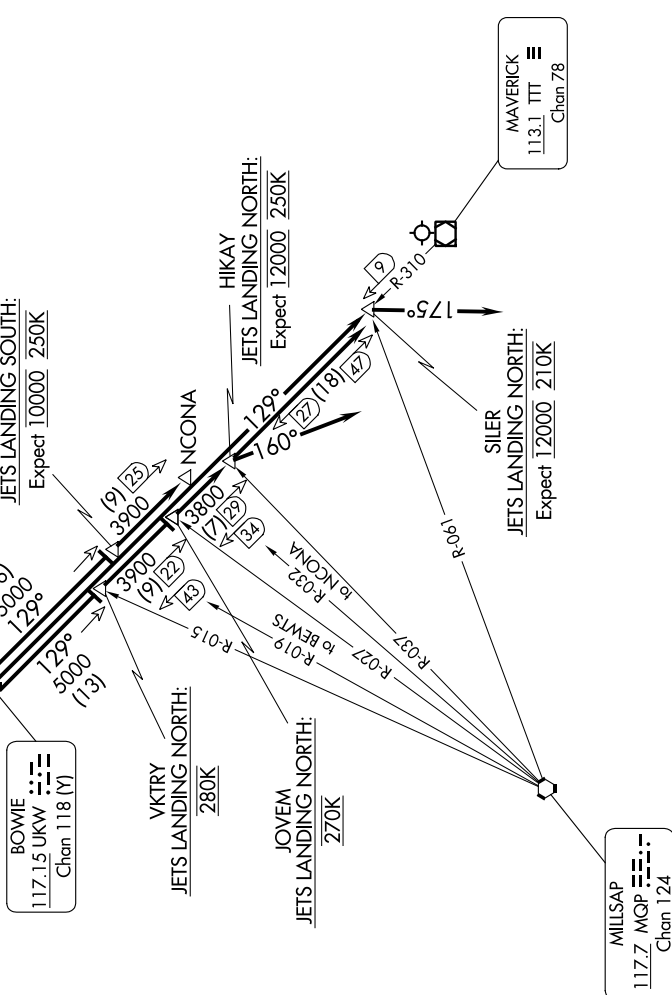 JETS LANDING SOUTH:
Expect 10000 250K
MAVERICK
113.1 TTT
Chan 78
HIKAY
JETS LANDING NORTH:
Expect 12000 250K
NCONA
(9) 25
3900
5000
129°
129°
5000
(13)
3900
(9) 22
3800
(7) 29
34
43
129°
(18) 47
27
160°
9
R-310
175°
SILER
JETS LANDING NORTH:
Expect 12000 210K
R-061
R-015
R-019
to BEWTS
R-027
R-032
to NCONA
R-037
BOWIE
117.15 UKW
Chan 118 (Y)
VKTRY
JETS LANDING NORTH:
280K
JOVEM
JETS LANDING NORTH:
270K
MILLSAP
117.7 MQP
Chan 124